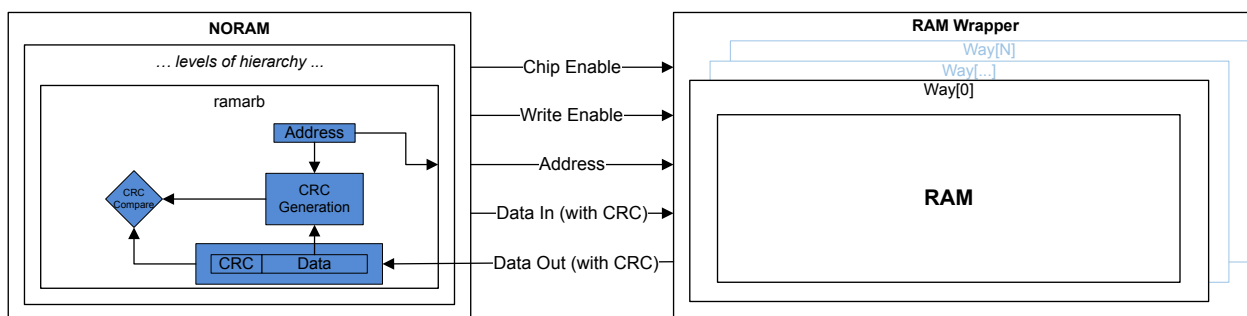 NORAM
… levels of hierarchy ...
ramarb
Address
CRC
Compare
CRC
Generation
CRC
Data
Chip Enable
Write Enable
Address
Data In (with CRC)
Data Out (with CRC)
RAM Wrapper
Way[N]
Way[...]
Way[0]
RAM